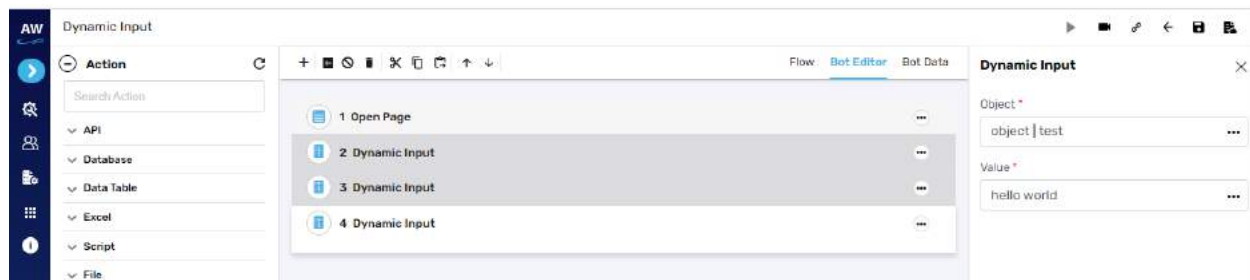 AW
Dynamic Input
Action
Search Action
API
Database
Data Table
Excel
Script
File
Flow Bot Editor Bot Data
1 Open Page
2 Dynamic Input
3 Dynamic Input
4 Dynamic Input
Dynamic Input
Object *
object | test
Value *
hello world